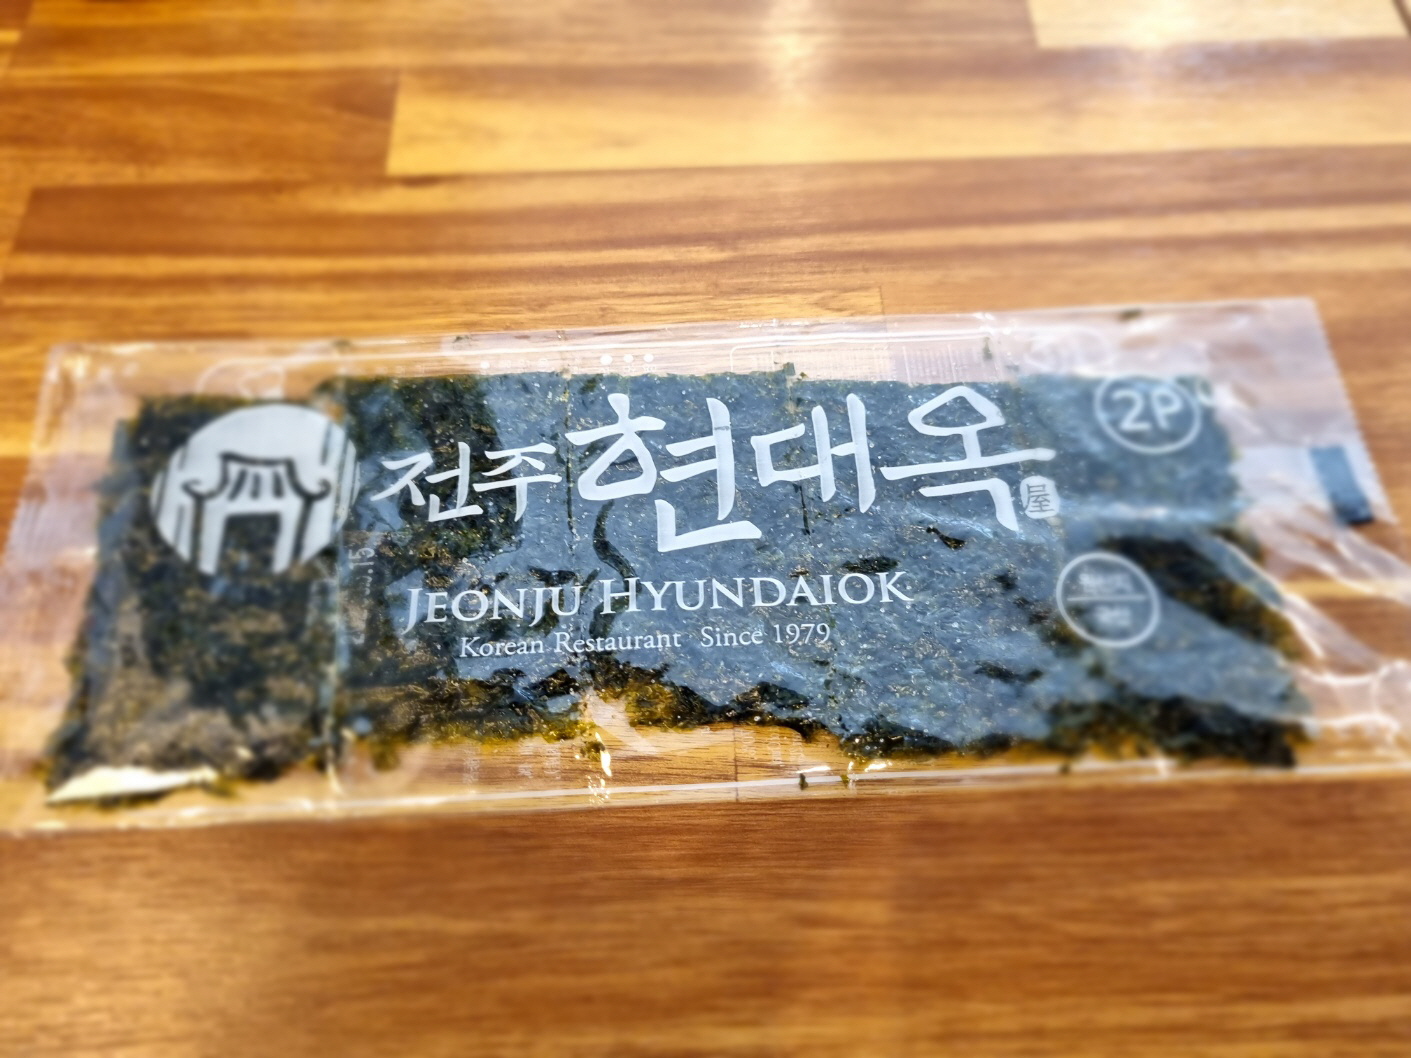 전주 현대옥
屋
2P
JEONJU HYUNDAIOK
Korean Restaurant Since 1979